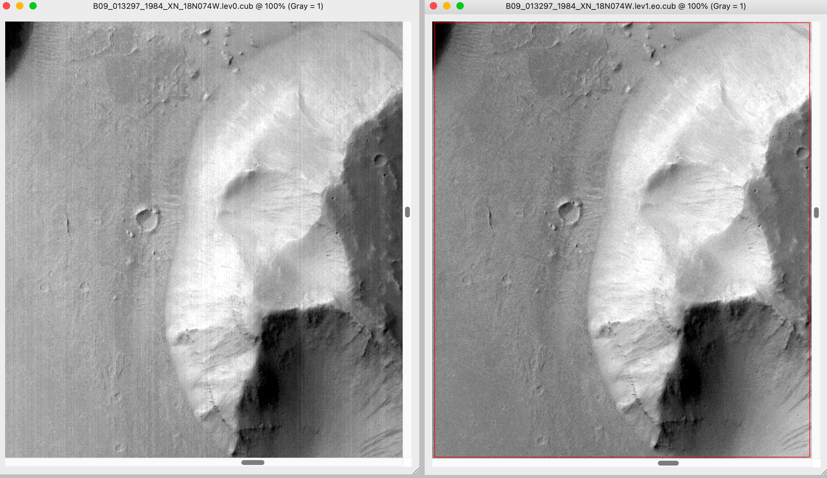 B09_013297_1984_XN_18N074W.lev0.cub @ 100% (Gray = 1)
B09_013297_1984_XN_18N074W.lev1.eo.cub @ 100% (Gray = 1)